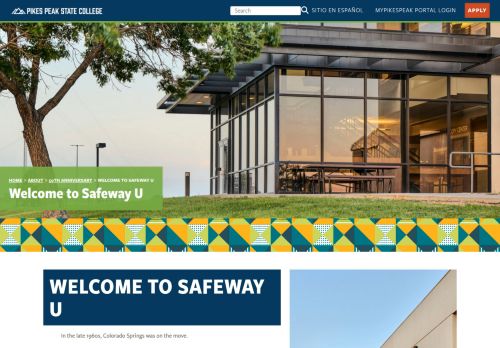 PIKES PEAK STATE COLLEGE
Search
SITIO EN ESPAÑOL
MYPIKESPEAK PORTAL LOGIN
APPLY
HOME > ABOUT > 50TH ANNIVERSARY > WELCOME TO SAFEWAY U
Welcome to Safeway U
WELCOME TO SAFEWAY
U
In the late 1960s, Colorado Springs was on the move.